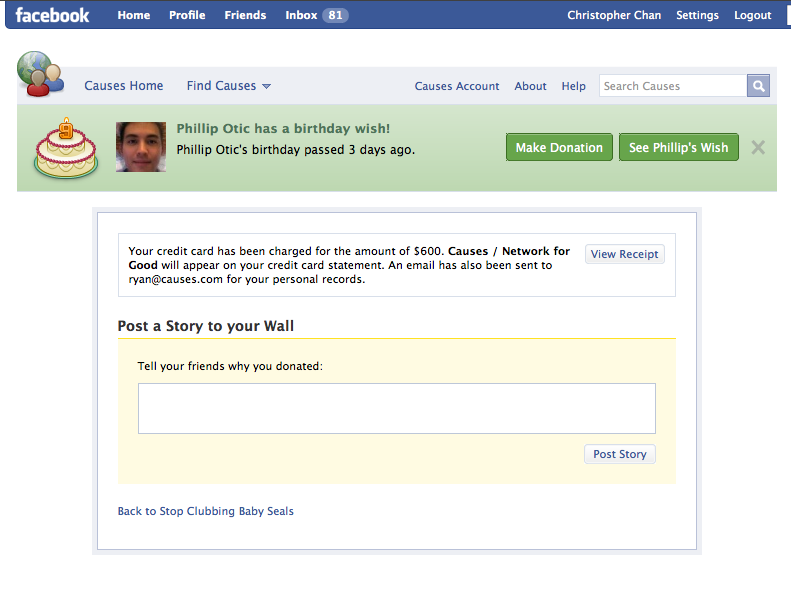 facebook Home Profile Friends Inbox 81 Christopher Chan Settings Logout
Causes Home Find Causes Causes Account About Help Search Causes
9
Phillip Otic has a birthday wish!
Phillip Otic's birthday passed 3 days ago.
Make Donation See Phillip's Wish
Your credit card has been charged for the amount of $600. Causes / Network for
Good will appear on your credit card statement. An email has also been sent to
ryan@causes.com for your personal records.
View Receipt
Post a Story to your Wall
Tell your friends why you donated:
Post Story
Back to Stop Clubbing Baby Seals